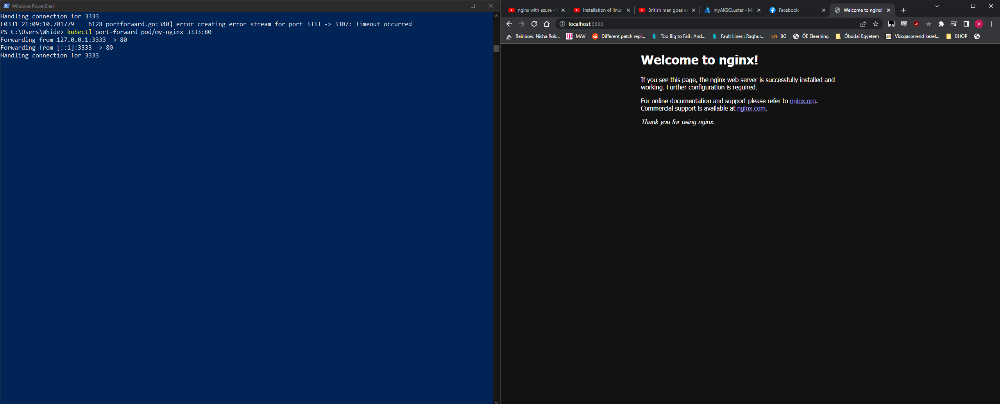 Windows PowerShell
Handling connection for 3333
E0331 21:09:10.701779    6128 portforward.go:340] error creating error stream for port 3333 -> 3307: Timeout occurred
PS C:\Users\Whide> kubectl port-forward pod/my-nginx 3333:80
Forwarding from 127.0.0.1:3333 -> 80
Forwarding from [::1]:3333 -> 80
Handling connection for 3333
nginx with azure -
Installation of linux
British man goes or
myAKSCLuster - Mi
Facebook
Welcome to nginx!
localhost:3333
V
Rainbow: Nisha Rok...
MAV
Different patch repl...
Too Big to Fail : And...
Fault Lines : Raghur...
BG
ÓE Elearning
Óbudai Egyetem
Vizsgasorrend kezel...
BHOP
Welcome to nginx!
If you see this page, the nginx web server is successfully installed and
working. Further configuration is required.
For online documentation and support please refer to nginx.org.
Commercial support is available at nginx.com.
Thank you for using nginx.